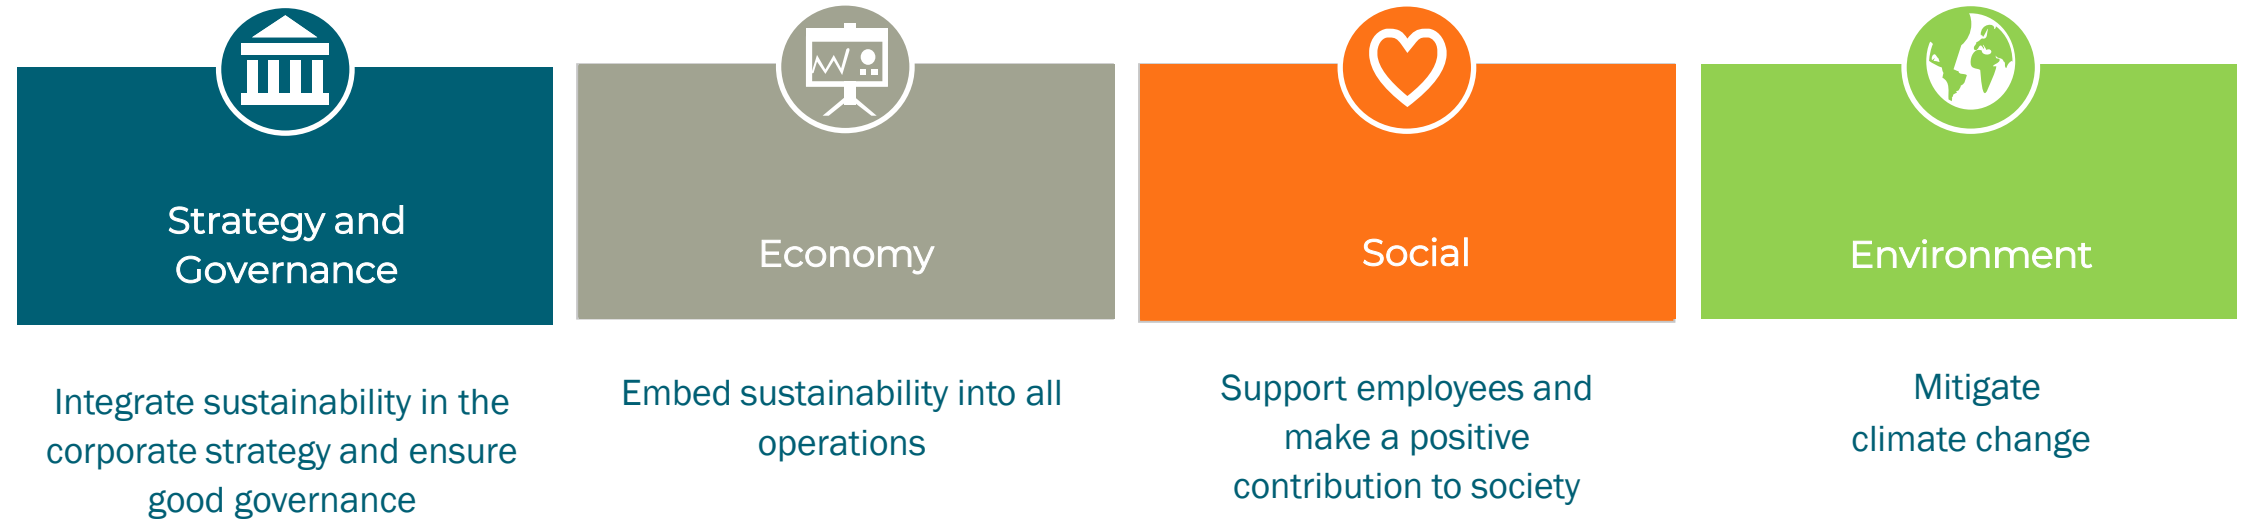 Strategy and
Governance
Integrate sustainability in the
corporate strategy and ensure
good governance
Economy
Embed sustainability into all
operations
Social
Support employees and
make a positive
contribution to society
Environment
Mitigate
climate change